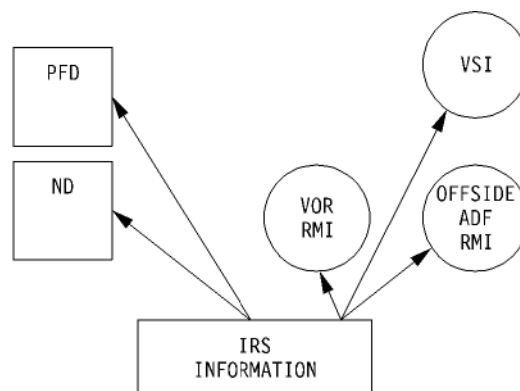 PFD
ND
VSI
VOR
RMI
OFFSIDE
ADF
RMI
IRS
INFORMATION